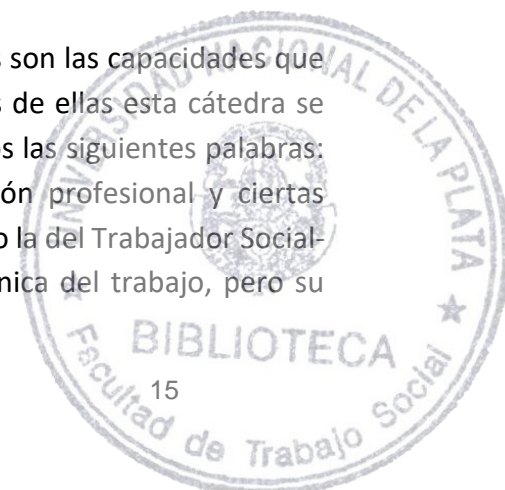 s son las capacidades que
s de ellas esta cátedra se
os las siguientes palabras:
ón profesional y ciertas
o la del Trabajador Social-
nica del trabajo, pero su
15
UNIVERSIDAD NACIONAL DE LA PLATA
BIBLIOTECA
Facultad de Trabajo Social